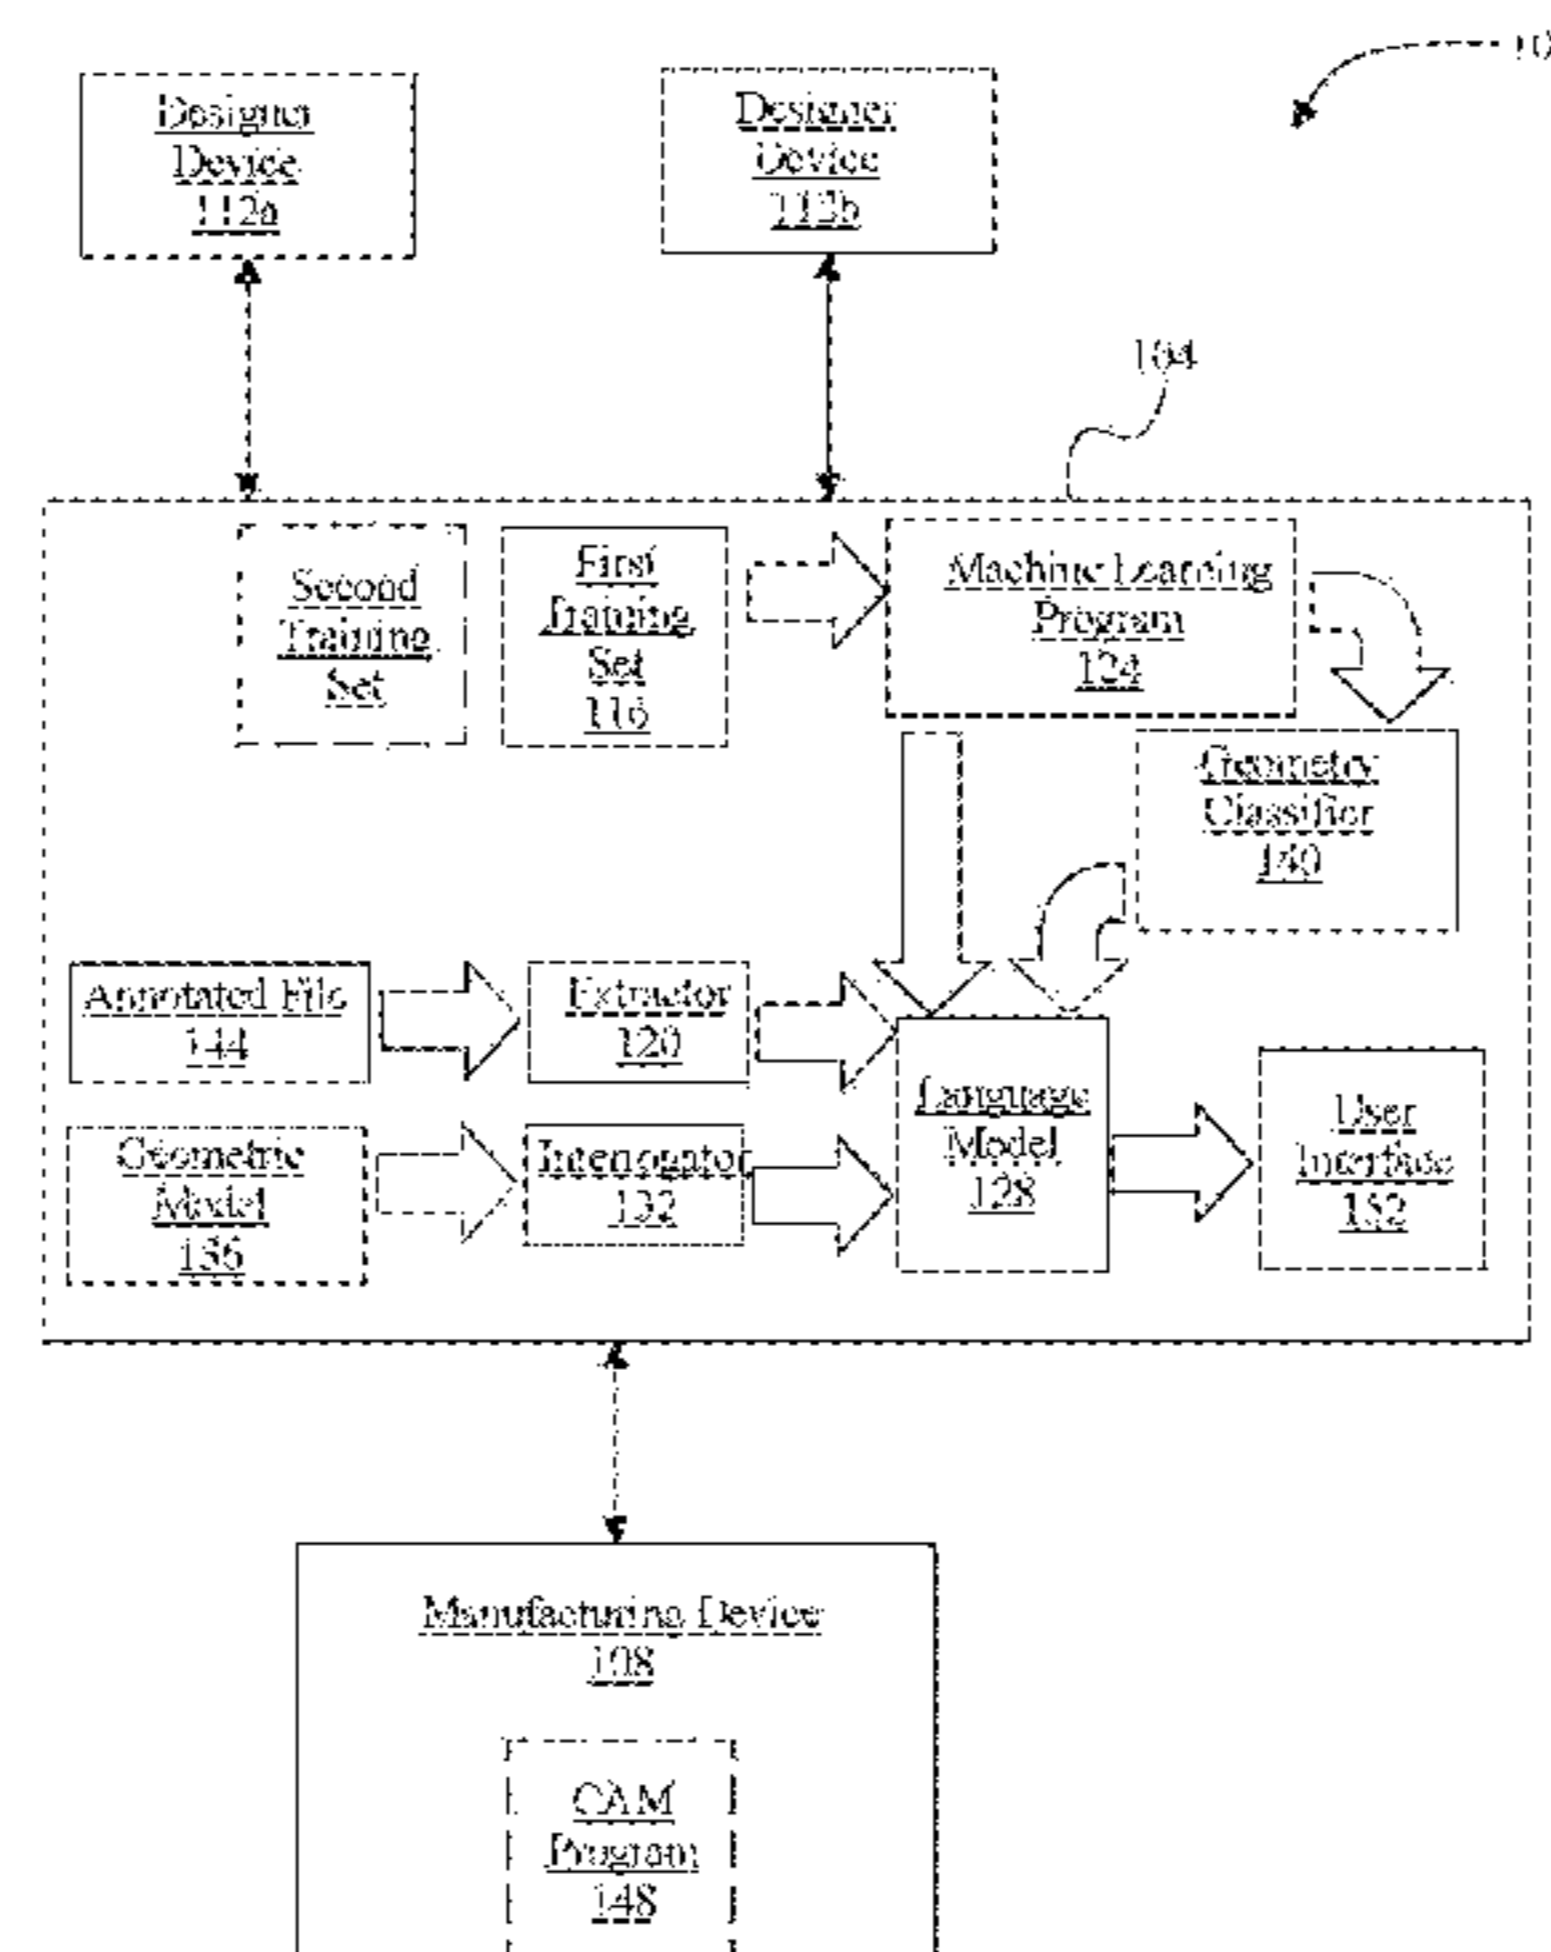 10
Designer
Device
112a
Designer
Device
112b
104
Second
Training
Set
First
Training
Set
116
Machine Learning
Program
124
Geometry
Classifier
140
Annotated File
144
Extractor
120
Geometric
Model
136
Interrogator
132
Language
Model
128
User
Interface
152
Manufacturing Device
108
CAM
Program
148